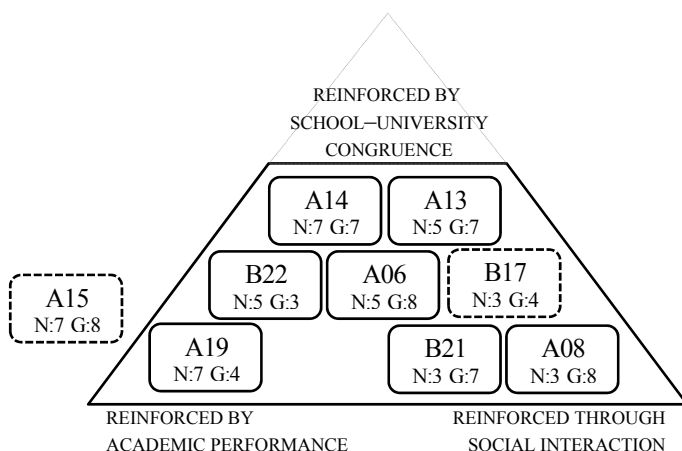 REINFORCED BY
SCHOOL–UNIVERSITY
CONGRUENCE
A14
N:7 G:7
A13
N:5 G:7
B22
N:5 G:3
A06
N:5 G:8
B17
N:3 G:4
A15
N:7 G:8
A19
N:7 G:4
B21
N:3 G:7
A08
N:3 G:8
REINFORCED BY
ACADEMIC PERFORMANCE
REINFORCED THROUGH
SOCIAL INTERACTION